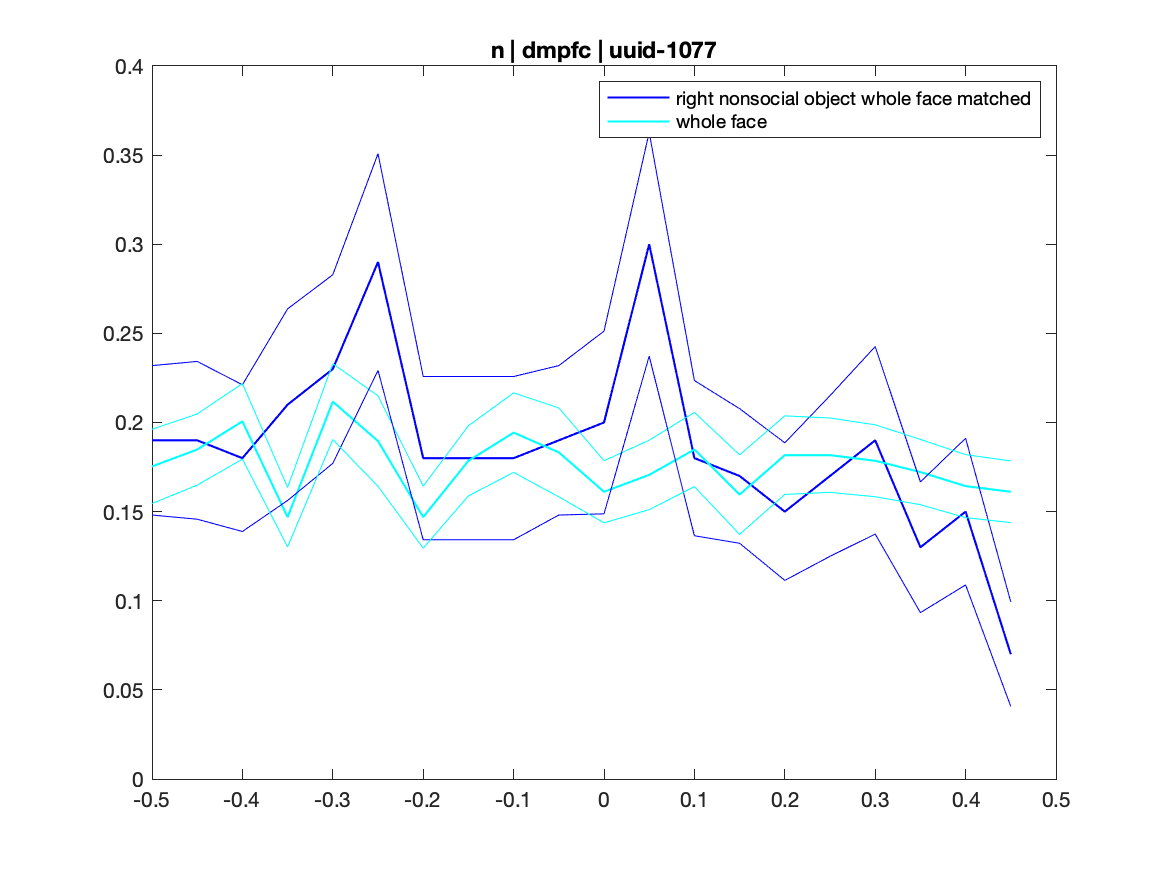 n | dmpfc | uuid-1077
right nonsocial object whole face matched
whole face
0.4
0.35
0.3
0.25
0.2
0.15
0.1
0.05
0
-0.5 -0.4 -0.3 -0.2 -0.1 0 0.1 0.2 0.3 0.4 0.5